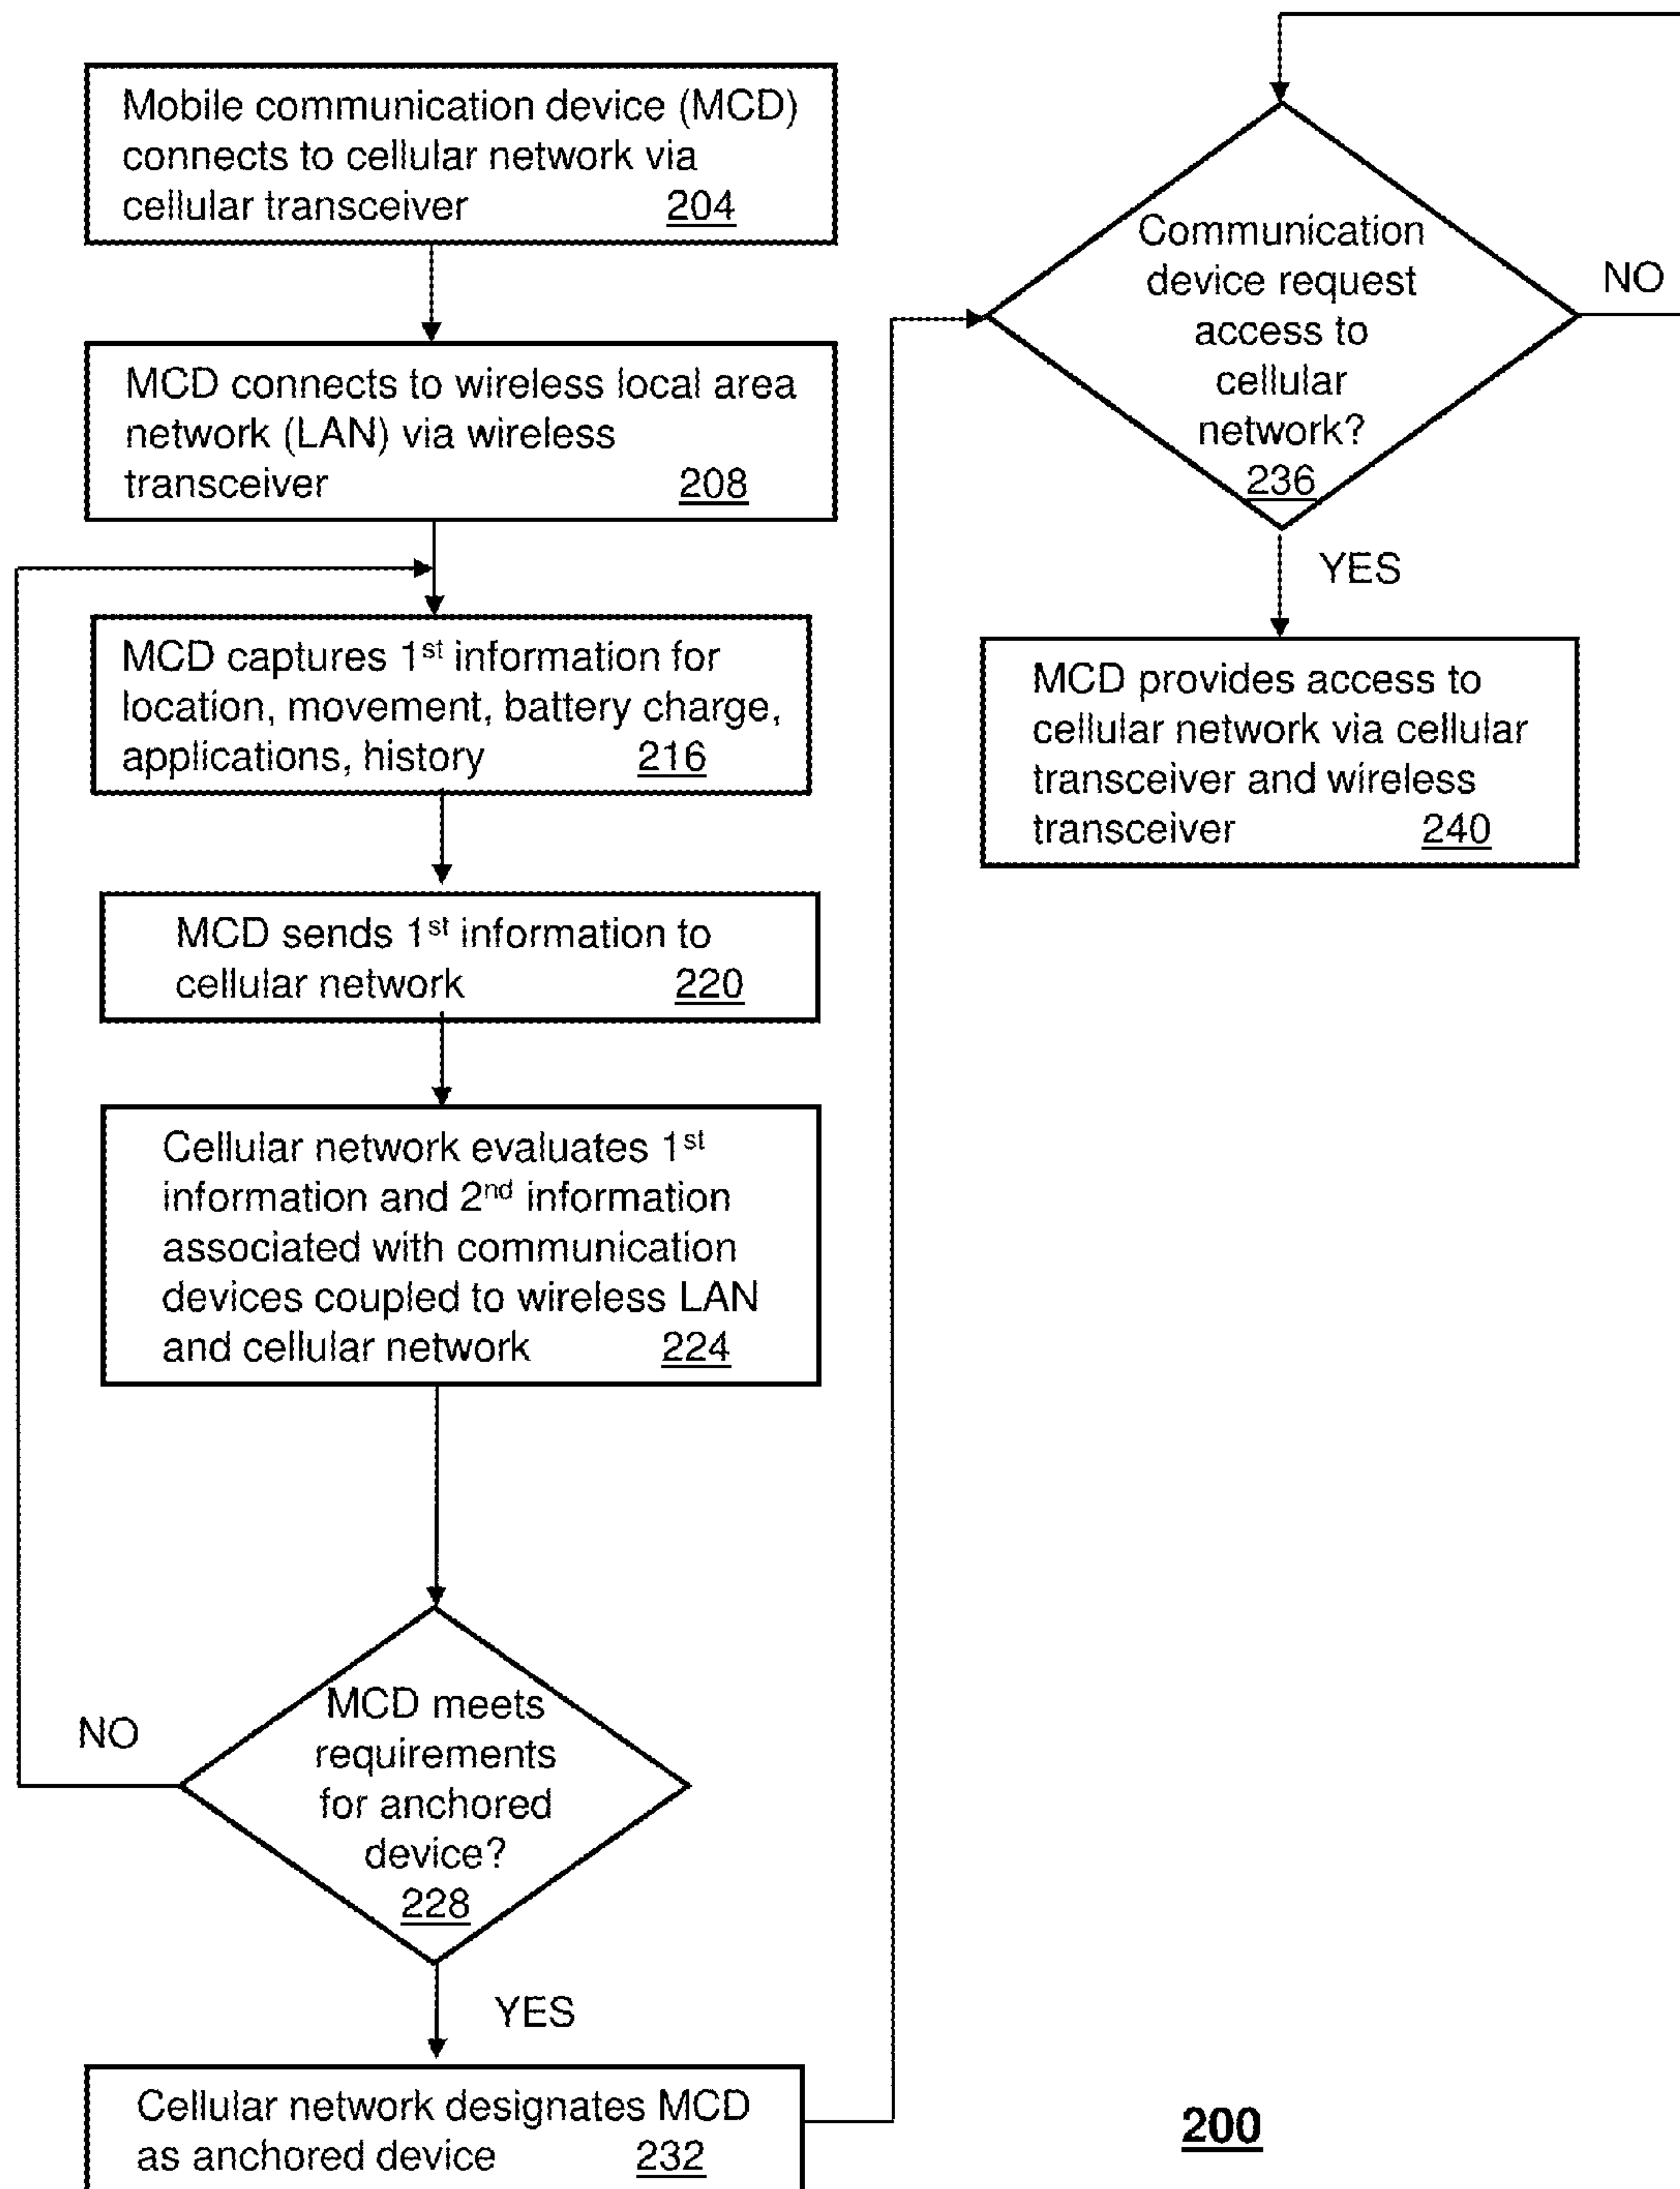 Mobile communication device (MCD)
connects to cellular network via
cellular transceiver 204
MCD connects to wireless local area
network (LAN) via wireless
transceiver 208
MCD captures 1st information for
location, movement, battery charge,
applications, history 216
MCD sends 1st information to
cellular network 220
Cellular network evaluates 1st
information and 2nd information
associated with communication
devices coupled to wireless LAN
and cellular network 224
MCD meets
requirements
for anchored
device?
228
NO
YES
Cellular network designates MCD
as anchored device 232
Communication
device request
access to
cellular
network?
236
NO
YES
MCD provides access to
cellular network via cellular
transceiver and wireless
transceiver 240
200